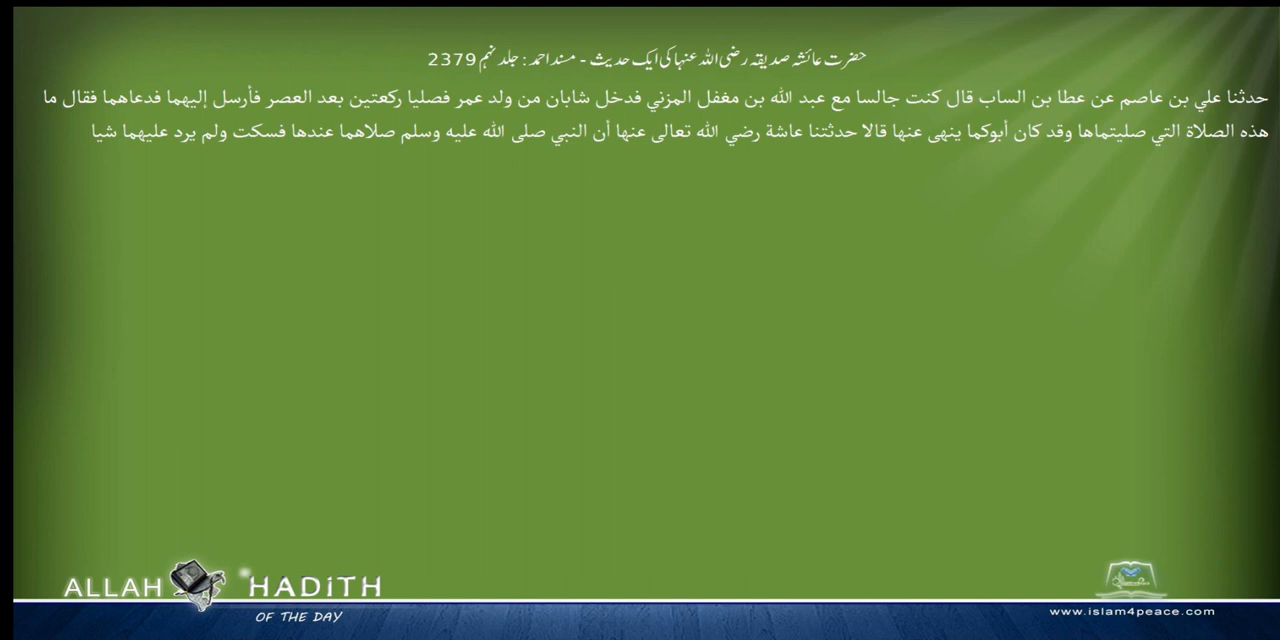 حضرت عائشہ صدیقہ رضی اللہ عنہا کی ایک حدیث - مسند احمد : جلد نہم 2379
حدثنا علي بن عاصم عن عطا بن الساب قال كنت جالسا مع عبد الله بن مغفل المزني فدخل شابان من ولد عمر فصليا ركعتين بعد العصر فأرسل إليهما فدعاهما فقال ما
هذه الصلاة التي صليتماها وقد كان أبوكما ينهى عنها قالا حدثتنا عاشة رضي الله تعالى عنها أن النبي صلى الله عليه وسلم صلاهما عندها فسكت ولم يرد عليهما شيا
ALLAH HADITH
OF THE DAY
www.islam4peace.com